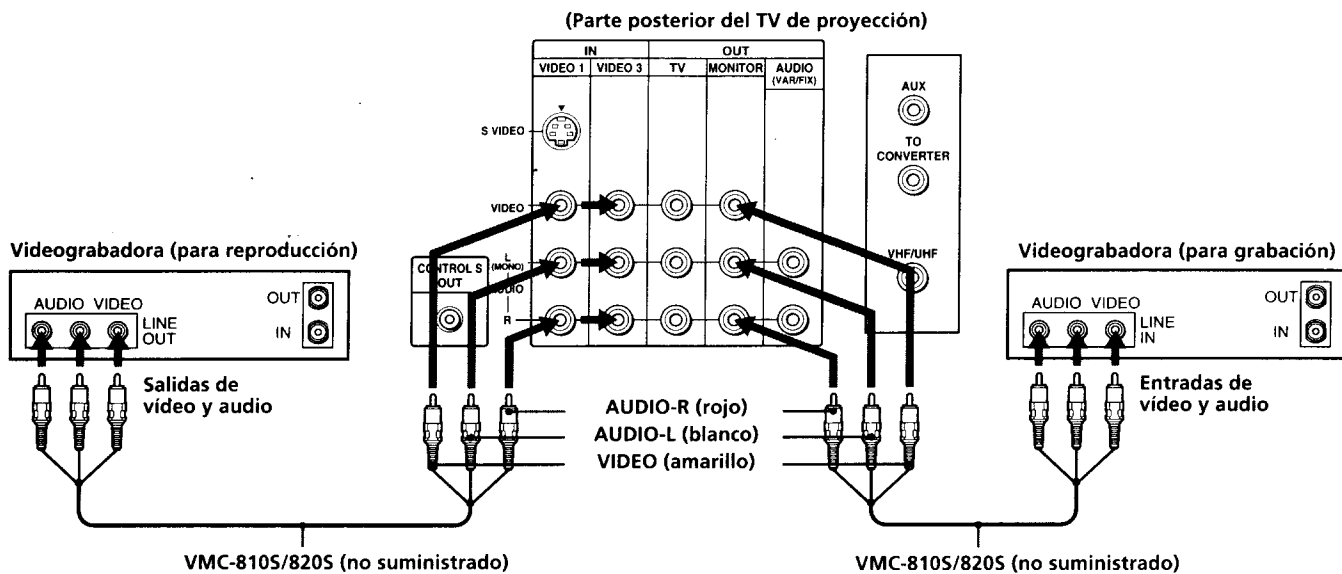 (Parte posterior del TV de proyección)
IN OUT
VIDEO 1 VIDEO 3 TV MONITOR AUDIO
(VAR/FIX)
AUX
S VIDEO
TO
CONVERTER
VIDEO
Videograbadora (para reproducción)
AUDIO VIDEO
LINE
OUT
OUT
IN
CONTROL S
OUT
L
(MONO)
AUDIO
R
VHF/UHF
Videograbadora (para grabación)
AUDIO VIDEO
LINE
IN
OUT
IN
Salidas de
vídeo y audio
AUDIO-R (rojo)
AUDIO-L (blanco)
VIDEO (amarillo)
Entradas de
vídeo y audio
VMC-810S/820S (no suministrado)
VMC-810S/820S (no suministrado)